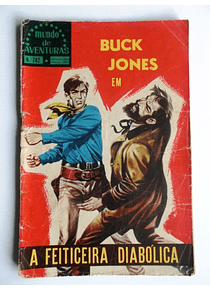 mundo
de
AVENTURAS
BUCK
JONES
EM
A FEITICEIRA DIABÓLICA